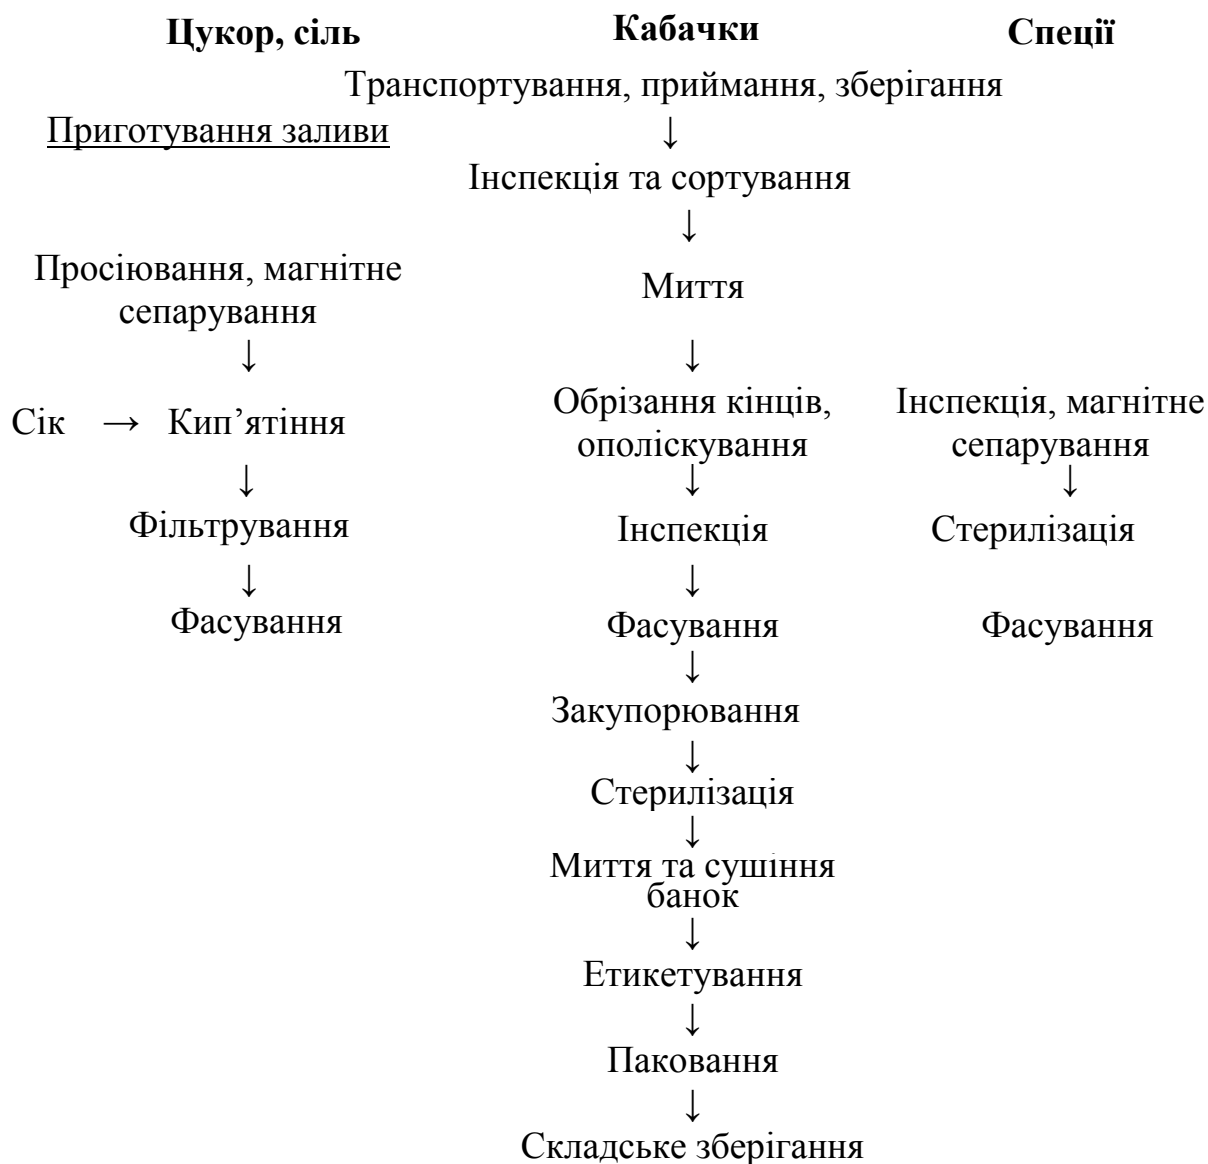 Цукор, сіль Кабачки Спеції
Транспортування, приймання, зберігання
Приготування заливи ↓
Інспекція та сортування
↓
Просіювання, магнітне
сепарування
Миття
↓ ↓
Сік → Кип’ятіння
Обрізання кінців,
ополіскування
Інспекція, магнітне
сепарування
↓ ↓ ↓
Фільтрування Інспекція Стерилізація
↓ ↓
Фасування Фасування Фасування
↓
Закупорювання
↓
Стерилізація
↓
Миття та сушіння
банок
↓
Етикетування
↓
Паковання
↓
Складське зберігання